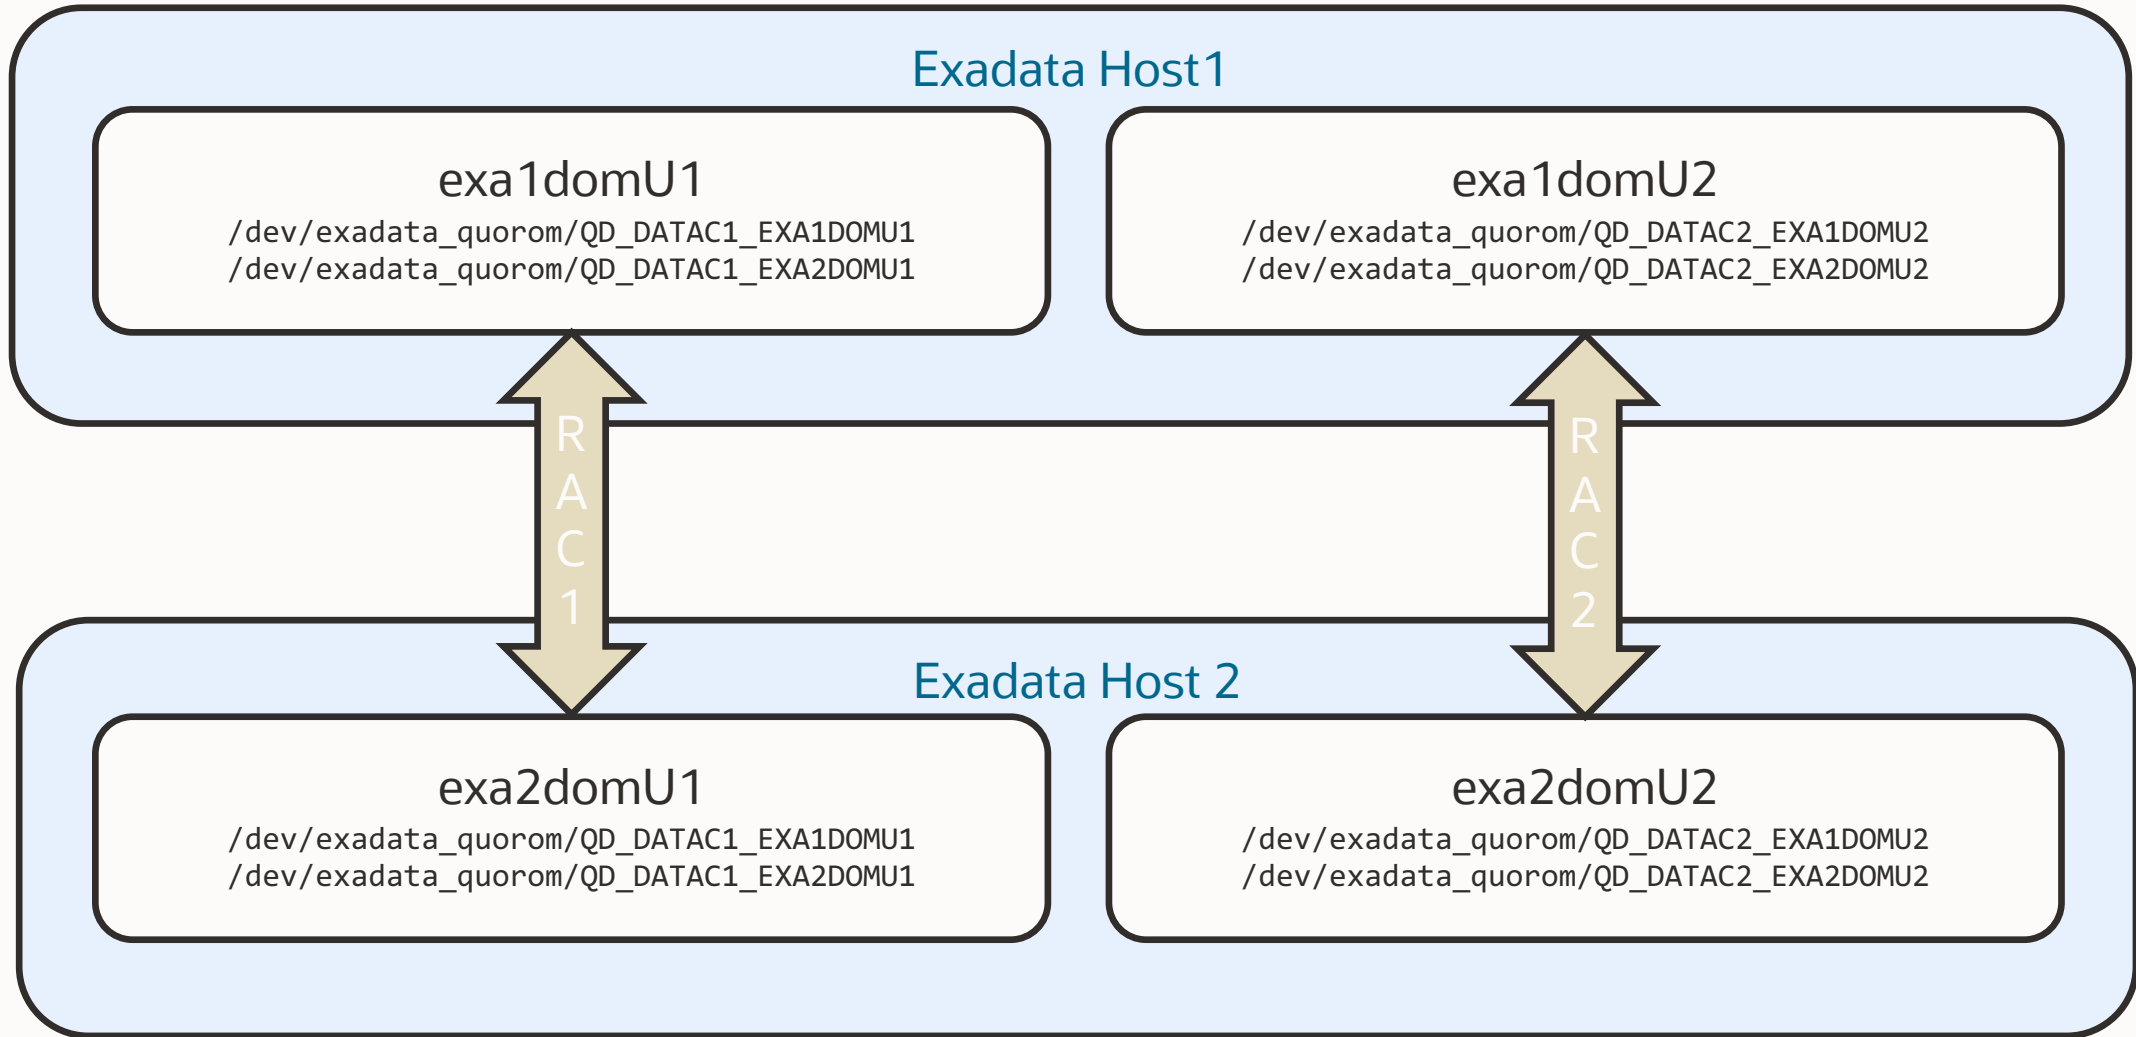 Exadata Host1
exa1domU1
/dev/exadata_quorom/QD_DATAC1_EXA1DOMU1
/dev/exadata_quorom/QD_DATAC1_EXA2DOMU1
exa1domU2
/dev/exadata_quorom/QD_DATAC2_EXA1DOMU2
/dev/exadata_quorom/QD_DATAC2_EXA2DOMU2
R
A
C
1
R
A
C
2
Exadata Host 2
exa2domU1
/dev/exadata_quorom/QD_DATAC1_EXA1DOMU1
/dev/exadata_quorom/QD_DATAC1_EXA2DOMU1
exa2domU2
/dev/exadata_quorom/QD_DATAC2_EXA1DOMU2
/dev/exadata_quorom/QD_DATAC2_EXA2DOMU2